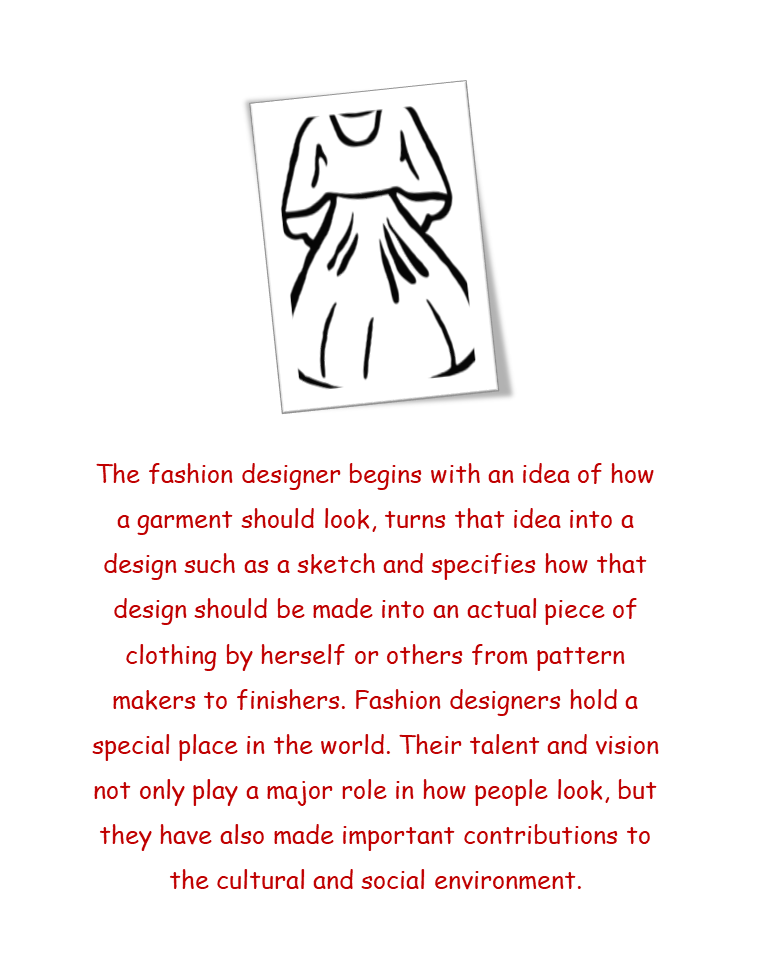 The fashion designer begins with an idea of how
a garment should look, turns that idea into a
design such as a sketch and specifies how that
design should be made into an actual piece of
clothing by herself or others from pattern
makers to finishers. Fashion designers hold a
special place in the world. Their talent and vision
not only play a major role in how people look, but
they have also made important contributions to
the cultural and social environment.